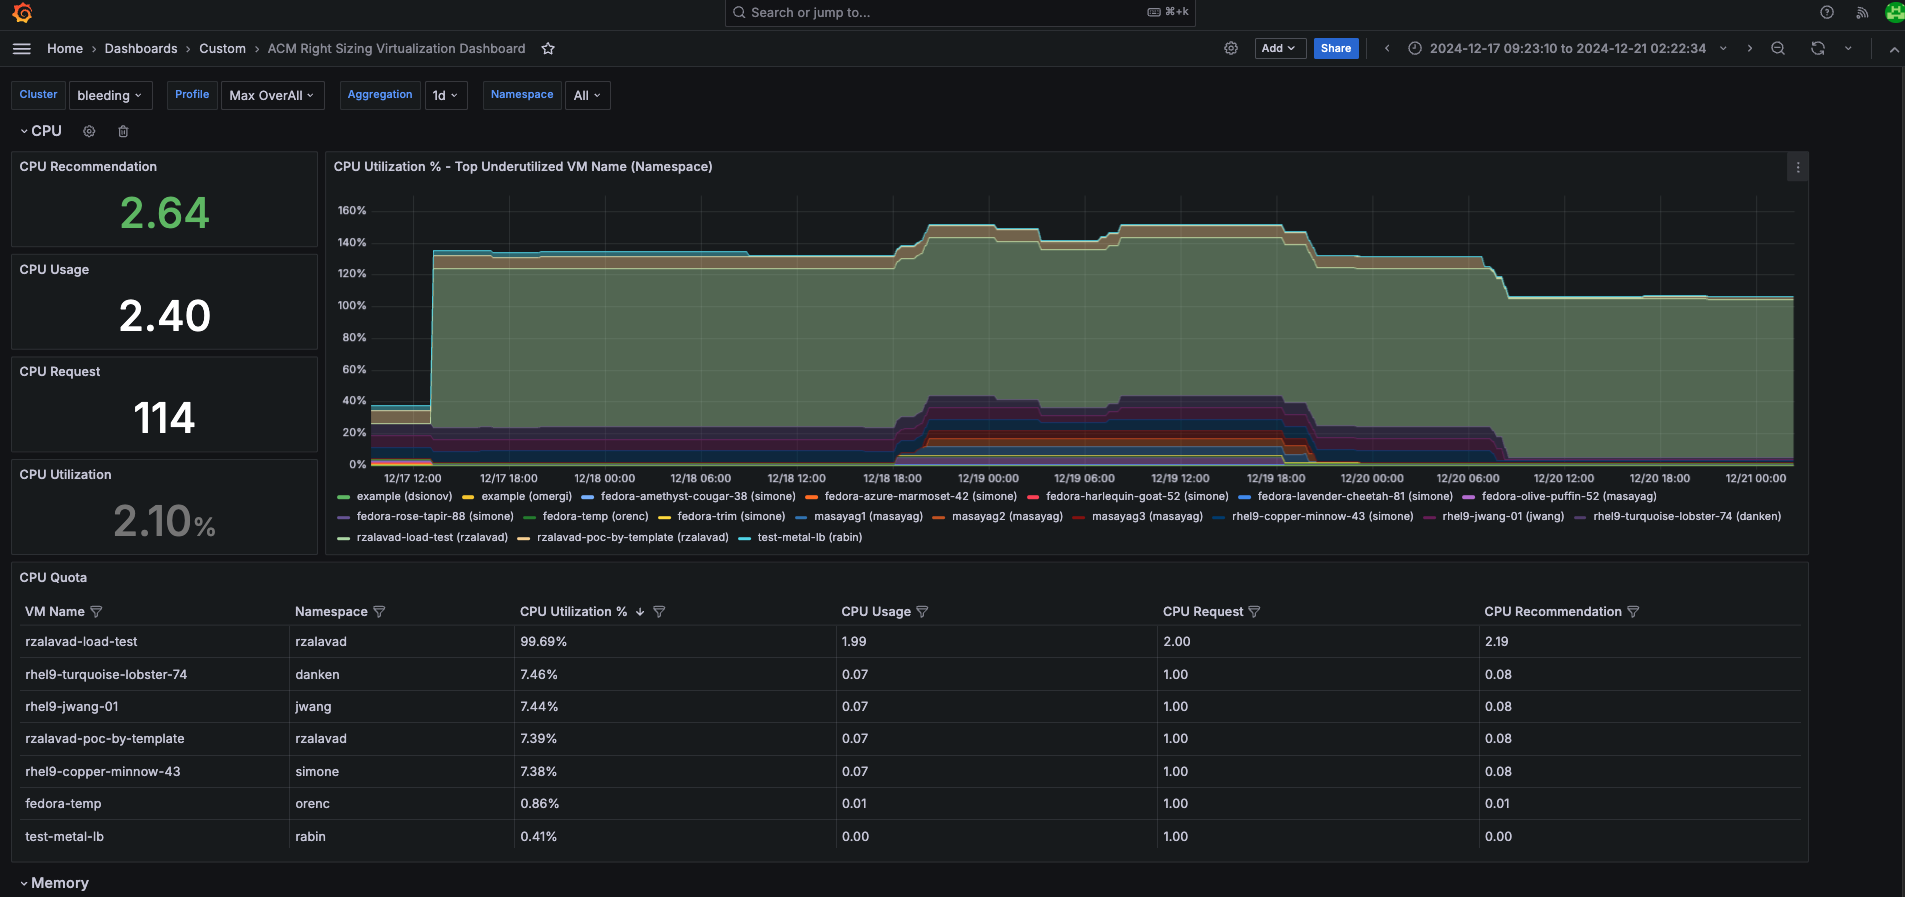 Search or jump to... ⌘+k
Home › Dashboards › Custom › ACM Right Sizing Virtualization Dashboard
Add Share 2024-12-17 09:23:10 to 2024-12-21 02:22:34
Cluster bleeding Profile Max OverAll Aggregation 1d Namespace All
CPU
CPU Recommendation
2.64
CPU Usage
2.40
CPU Request
114
CPU Utilization
2.10%
CPU Utilization % - Top Underutilized VM Name (Namespace)
160%
140%
120%
100%
80%
60%
40%
20%
0%
12/17 12:00 12/17 18:00 12/18 00:00 12/18 06:00 12/18 12:00 12/18 18:00 12/19 00:00 12/19 06:00 12/19 12:00 12/19 18:00 12/20 00:00 12/20 06:00 12/20 12:00 12/20 18:00 12/21 00:00
example (dsionov) example (omergi) fedora-amethyst-cougar-38 (simone) fedora-azure-marmoset-42 (simone) fedora-harlequin-goat-52 (simone) fedora-lavender-cheetah-81 (simone) fedora-olive-puffin-52 (masayag)
fedora-rose-tapir-88 (simone) fedora-temp (orenc) fedora-trim (simone) masayag1 (masayag) masayag2 (masayag) masayag3 (masayag) rhel9-copper-minnow-43 (simone) rhel9-jwang-01 (jwang) rhel9-turquoise-lobster-74 (danken)
rzalavad-load-test (rzalavad) rzalavad-poc-by-template (rzalavad) test-metal-lb (rabin)
CPU Quota
VM Name Namespace CPU Utilization % CPU Usage CPU Request CPU Recommendation
rzalavad-load-test rzalavad 99.69% 1.99 2.00 2.19
rhel9-turquoise-lobster-74 danken 7.46% 0.07 1.00 0.08
rhel9-jwang-01 jwang 7.44% 0.07 1.00 0.08
rzalavad-poc-by-template rzalavad 7.39% 0.07 1.00 0.08
rhel9-copper-minnow-43 simone 7.38% 0.07 1.00 0.08
fedora-temp orenc 0.86% 0.01 1.00 0.01
test-metal-lb rabin 0.41% 0.00 1.00 0.00
Memory